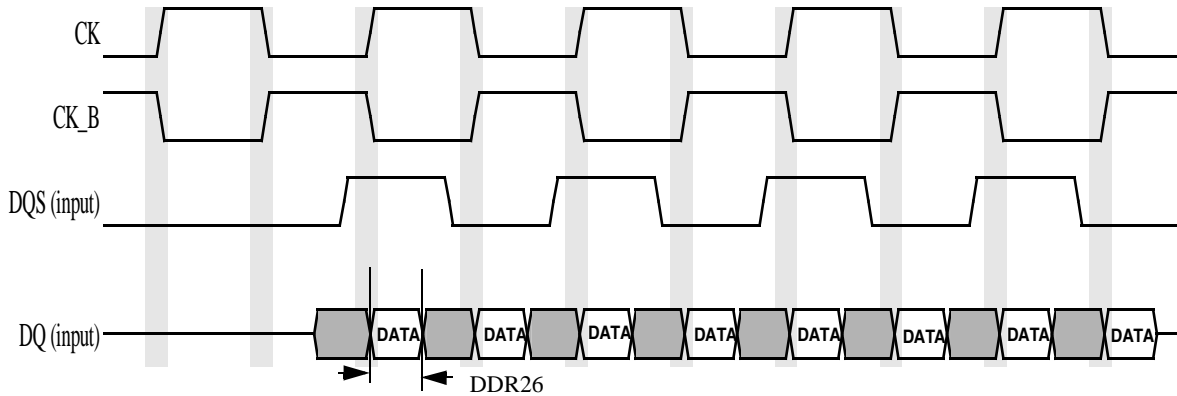 CK
CK_B
DQS (input)
DQ (input)
DATA DATA DATA DATA DATA DATA DATA DATA
DDR26